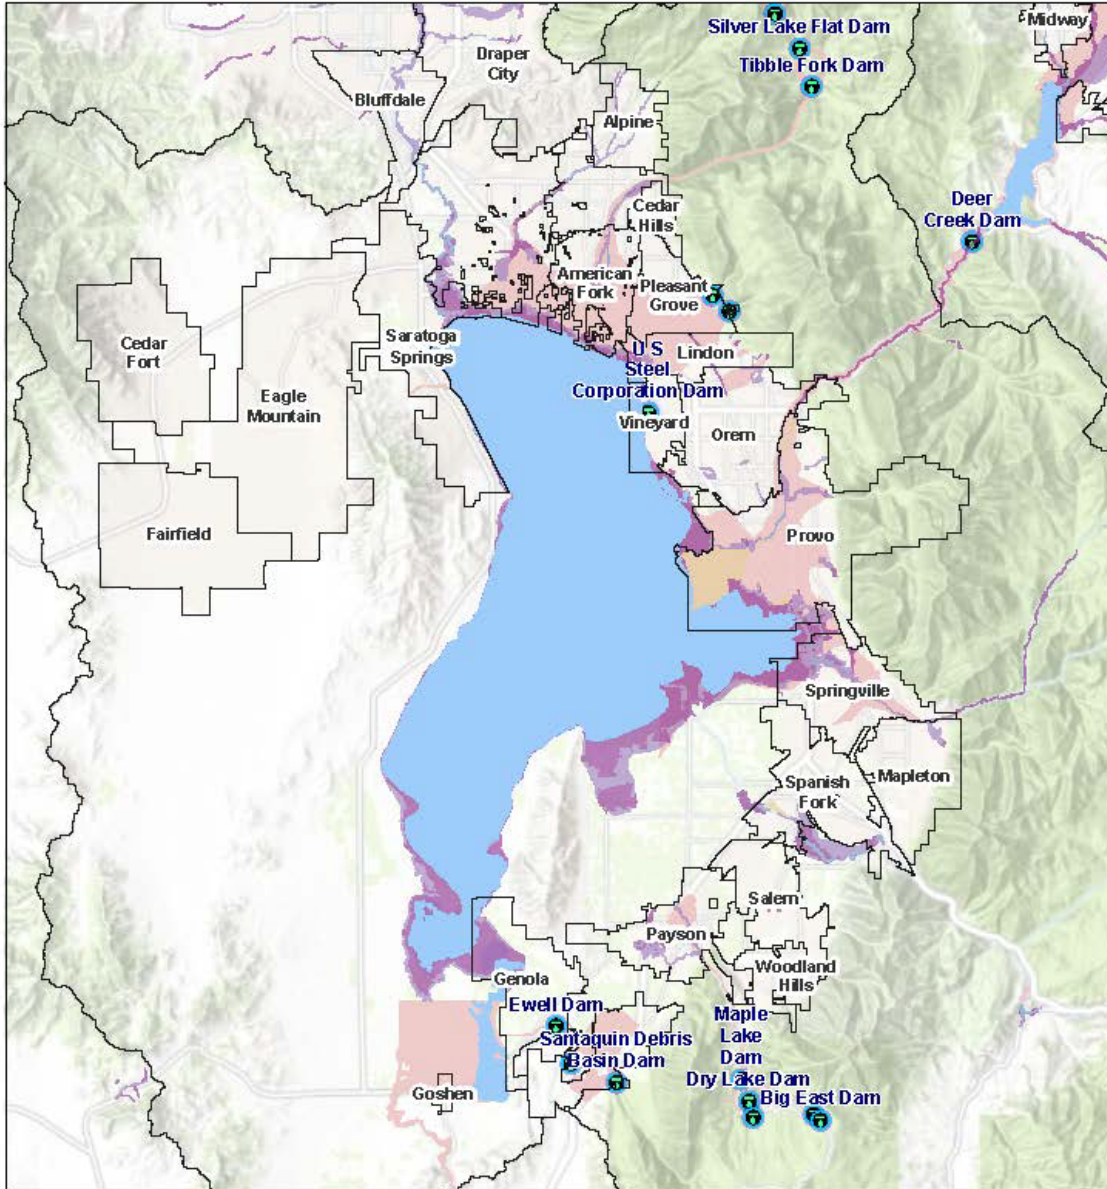 Silver Lake Flat Dam
Midway
Draper
City
Tibble Fork Dam
Bluffdale
Alpine
Deer
Creek Dam
Cedar
Hills
American
Fork
Pleasant
Grove
Saratoga
Springs
Cedar
Fort
Lindon
U S
Steel
Corporation Dam
Eagle
Mountain
Vineyard
Orem
Fairfield
Provo
Springville
Spanish
Fork
Mapleton
Salem
Payson
Woodland
Hills
Genola
Ewell Dam
Maple
Lake
Dam
Santaquin Debris
Basin Dam
Dry Lake Dam
Goshen
Big East Dam